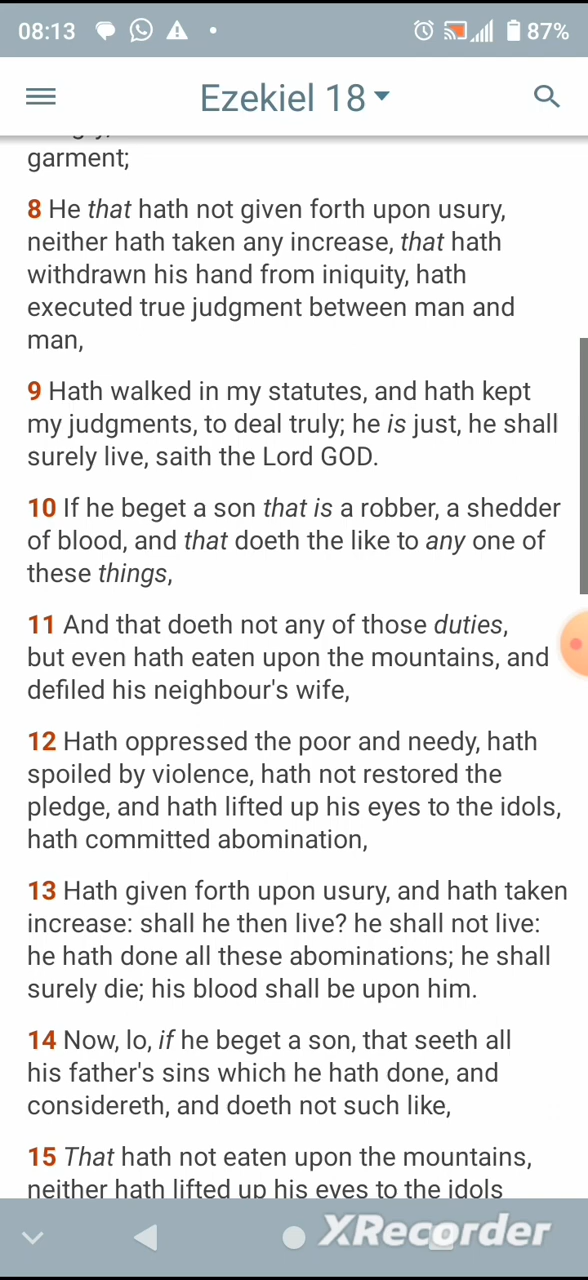 08:13
87%
Ezekiel 18
garment;
8 He that hath not given forth upon usury,
neither hath taken any increase, that hath
withdrawn his hand from iniquity, hath
executed true judgment between man and
man,
9 Hath walked in my statutes, and hath kept
my judgments, to deal truly; he is just, he shall
surely live, saith the Lord GOD.
10 If he beget a son that is a robber, a shedder
of blood, and that doeth the like to any one of
these things,
11 And that doeth not any of those duties,
but even hath eaten upon the mountains, and
defiled his neighbour's wife,
12 Hath oppressed the poor and needy, hath
spoiled by violence, hath not restored the
pledge, and hath lifted up his eyes to the idols,
hath committed abomination,
13 Hath given forth upon usury, and hath taken
increase: shall he then live? he shall not live:
he hath done all these abominations; he shall
surely die; his blood shall be upon him.
14 Now, lo, if he beget a son, that seeth all
his father's sins which he hath done, and
considereth, and doeth not such like,
15 That hath not eaten upon the mountains,
neither hath lifted up his eyes to the idols
XRecorder